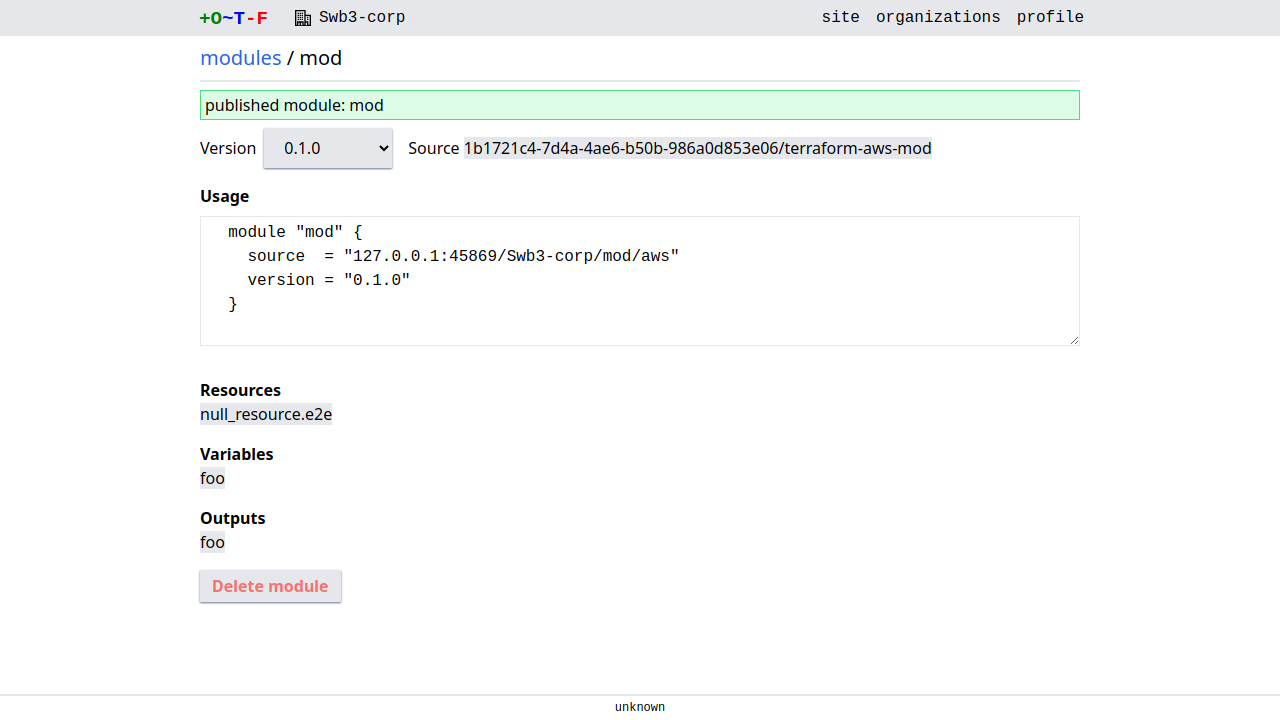 +O~T-F Swb3-corp site organizations profile
modules / mod
published module: mod
Version 0.1.0 Source 1b1721c4-7d4a-4ae6-b50b-986a0d853e06/terraform-aws-mod
Usage
module "mod" {
  source  = "127.0.0.1:45869/Swb3-corp/mod/aws"
  version = "0.1.0"
}
Resources
null_resource.e2e
Variables
foo
Outputs
foo
Delete module
unknown